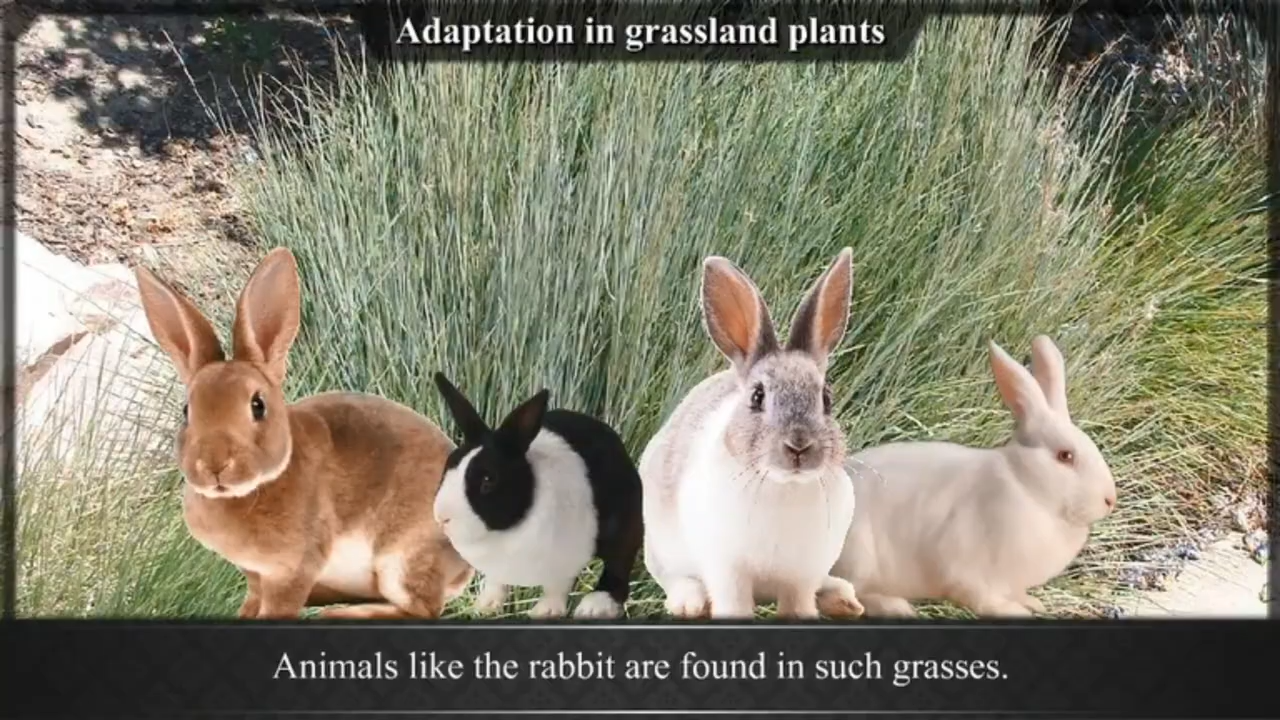 Adaptation in grassland plants
Animals like the rabbit are found in such grasses.